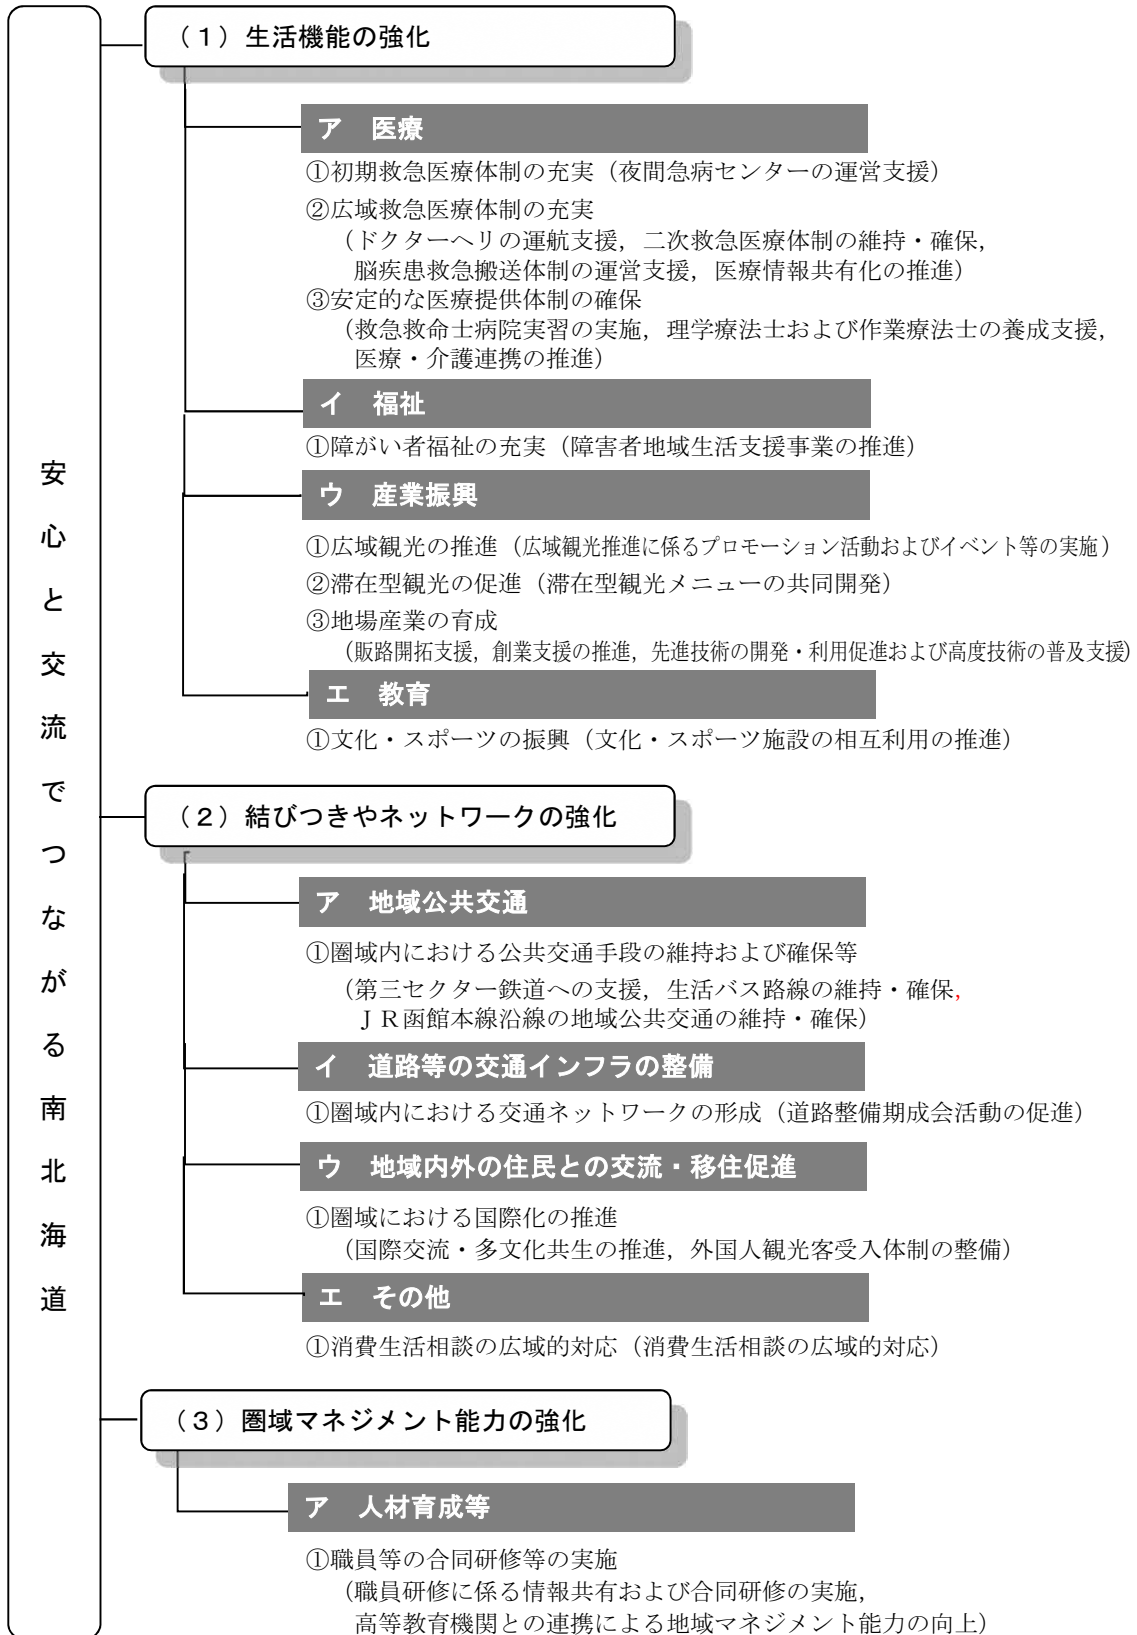 安心と交流でつながる南北海道
（１）生活機能の強化
ア　医療
①初期救急医療体制の充実（夜間急病センターの運営支援）
②広域救急医療体制の充実
（ドクターヘリの運航支援，二次救急医療体制の維持・確保，
脳疾患救急搬送体制の運営支援，医療情報共有化の推進）
③安定的な医療提供体制の確保
（救急救命士病院実習の実施，理学療法士および作業療法士の養成支援，
医療・介護連携の推進）
イ　福祉
①障がい者福祉の充実（障害者地域生活支援事業の推進）
ウ　産業振興
①広域観光の推進（広域観光推進に係るプロモーション活動およびイベント等の実施）
②滞在型観光の促進（滞在型観光メニューの共同開発）
③地場産業の育成
（販路開拓支援，創業支援の推進，先進技術の開発・利用促進および高度技術の普及支援）
エ　教育
①文化・スポーツの振興（文化・スポーツ施設の相互利用の推進）
（２）結びつきやネットワークの強化
ア　地域公共交通
①圏域内における公共交通手段の維持および確保等
（第三セクター鉄道への支援，生活バス路線の維持・確保，
ＪＲ函館本線沿線の地域公共交通の維持・確保）
イ　道路等の交通インフラの整備
①圏域内における交通ネットワークの形成（道路整備期成会活動の促進）
ウ　地域内外の住民との交流・移住促進
①圏域における国際化の推進
（国際交流・多文化共生の推進，外国人観光客受入体制の整備）
エ　その他
①消費生活相談の広域的対応（消費生活相談の広域的対応）
（３）圏域マネジメント能力の強化
ア　人材育成等
①職員等の合同研修等の実施
（職員研修に係る情報共有および合同研修の実施，
高等教育機関との連携による地域マネジメント能力の向上）